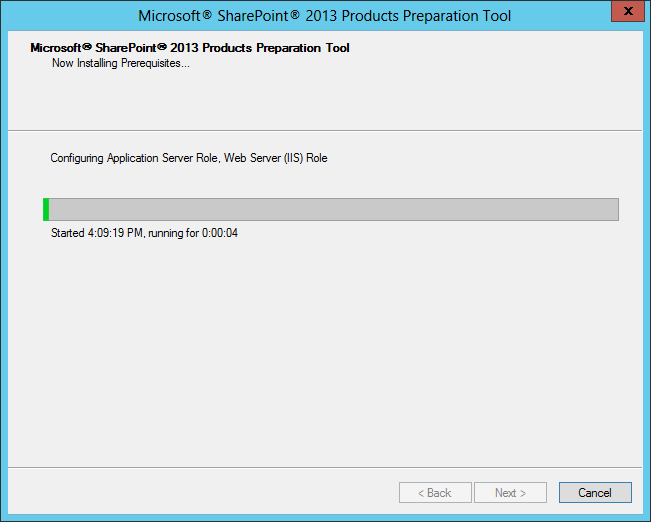 Microsoft® SharePoint® 2013 Products Preparation Tool
x
Microsoft® SharePoint® 2013 Products Preparation Tool
Now Installing Prerequisites...
Configuring Application Server Role, Web Server (IIS) Role
Started 4:09:19 PM, running for 0:00:04
< Back
Next >
Cancel